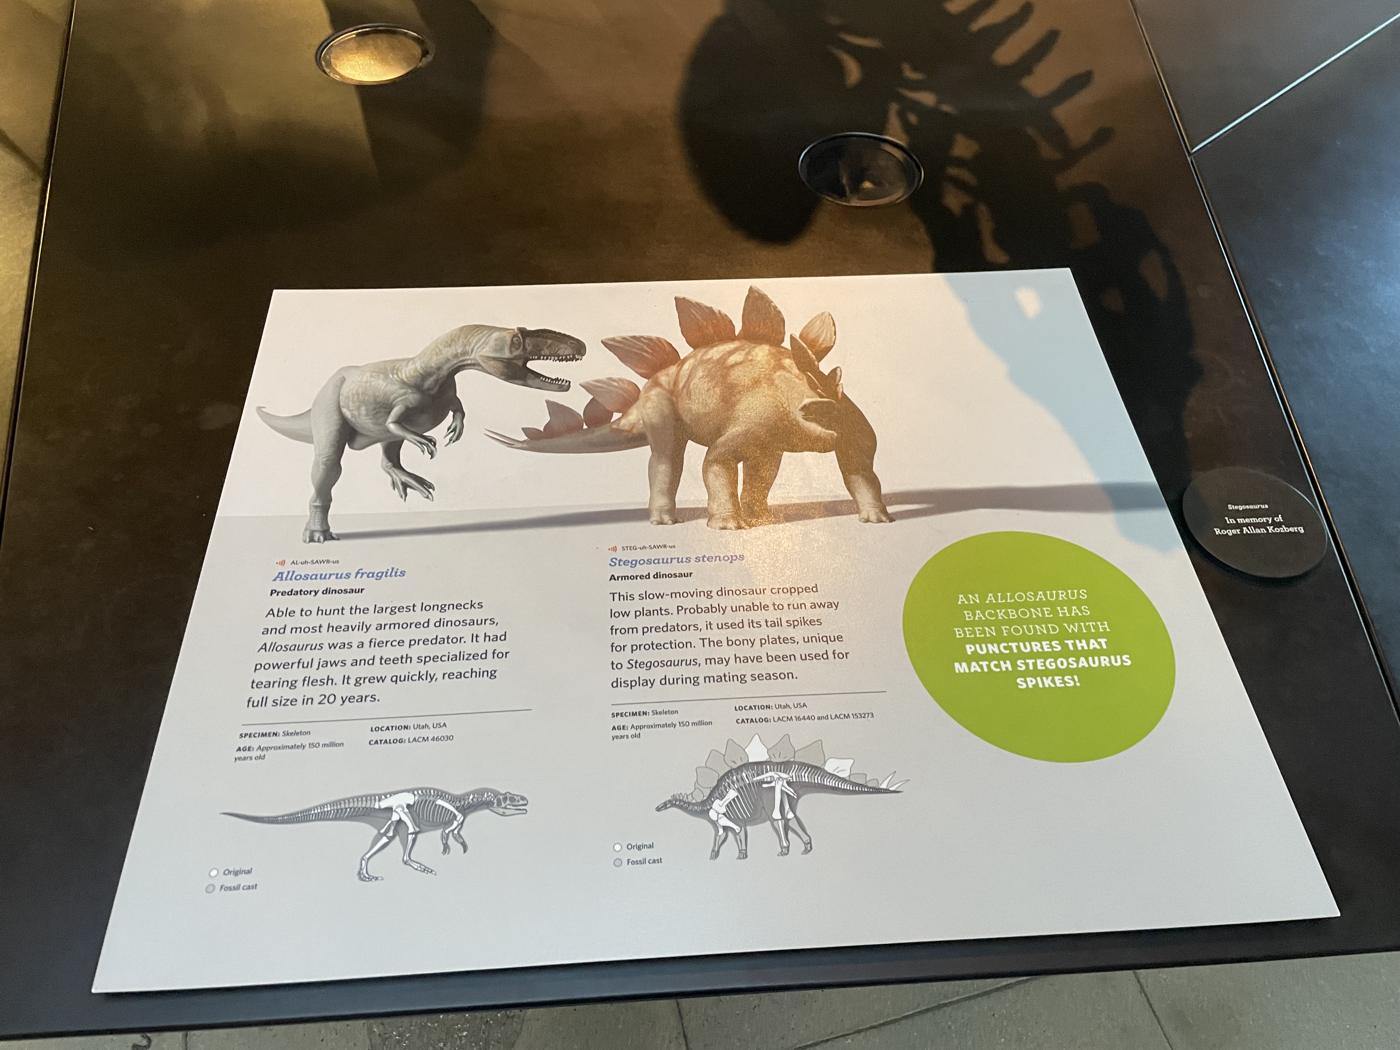 AL-uh-SAWR-us
Allosaurus fragilis
Predatory dinosaur
Able to hunt the largest longnecks
and most heavily armored dinosaurs,
Allosaurus was a fierce predator. It had
powerful jaws and teeth specialized for
tearing flesh. It grew quickly, reaching
full size in 20 years.
SPECIMEN: Skeleton
AGE: Approximately 150 million
years old
LOCATION: Utah, USA
CATALOG: LACM 46030
Original
Fossil cast
STEG-uh-SAWR-us
Stegosaurus stenops
Armored dinosaur
This slow-moving dinosaur cropped
low plants. Probably unable to run away
from predators, it used its tail spikes
for protection. The bony plates, unique
to Stegosaurus, may have been used for
display during mating season.
SPECIMEN: Skeleton
AGE: Approximately 150 million
years old
LOCATION: Utah, USA
CATALOG: LACM 16440 and LACM 153273
Original
Fossil cast
AN ALLOSAURUS
BACKBONE HAS
BEEN FOUND WITH
PUNCTURES THAT
MATCH STEGOSAURUS
SPIKES!
Stegosaurus
In memory of
Roger Allan Kozberg